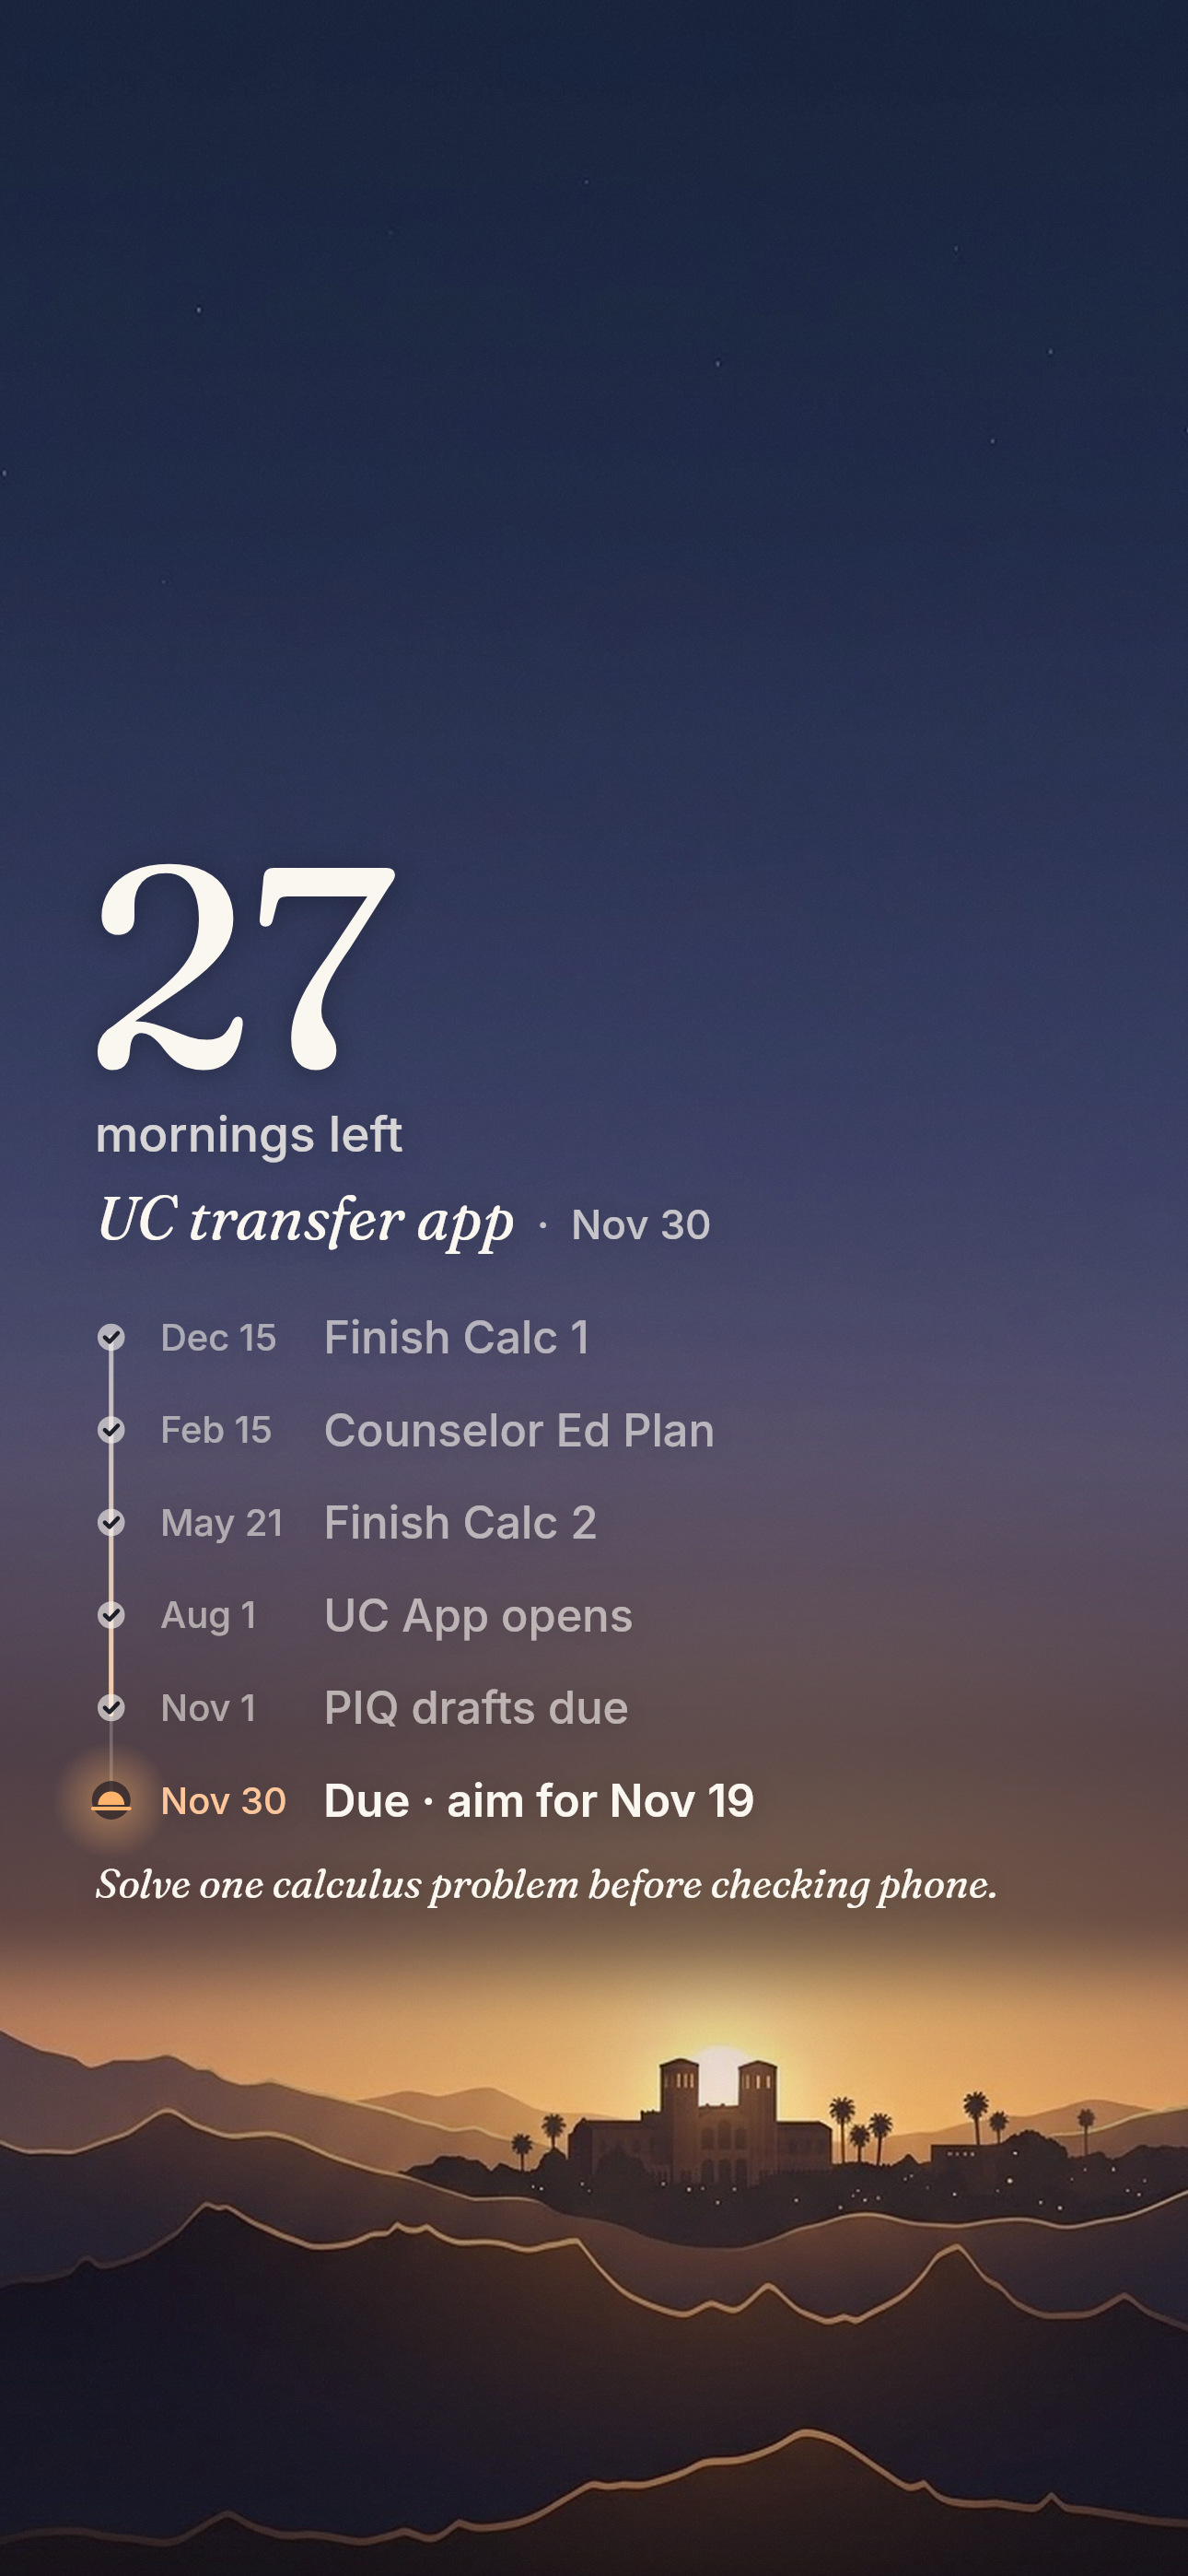 27
mornings left
UC transfer app · Nov 30
Dec 15 Finish Calc 1
Feb 15 Counselor Ed Plan
May 21 Finish Calc 2
Aug 1 UC App opens
Nov 1 PIQ drafts due
Nov 30 Due · aim for Nov 19
Solve one calculus problem before checking phone.